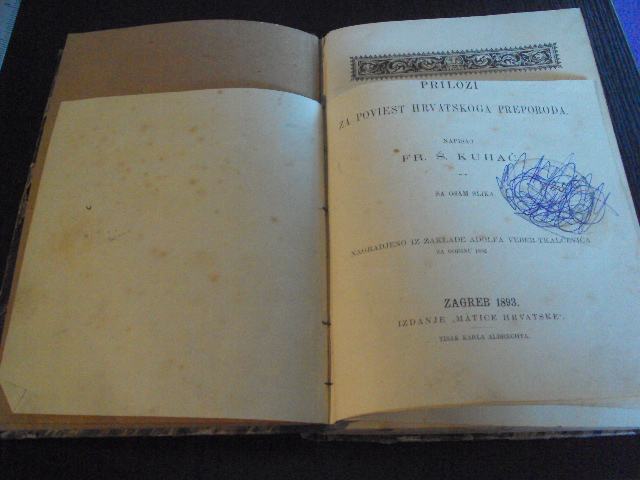 PRILOZI
ZA POVIEST HRVATSKOGA PREPORODA.
NAPISAO
FR. Š. KUHAČ
SA OSAM SLIKA
NAGRADJENO IZ ZAKLADE ADOLFA VEBER-TKALČEVIĆA
ZA GODINU 1892
ZAGREB 1893.
IZDANJE „MATICE HRVATSKE".
TISAK KARLA ALBRECHTA.